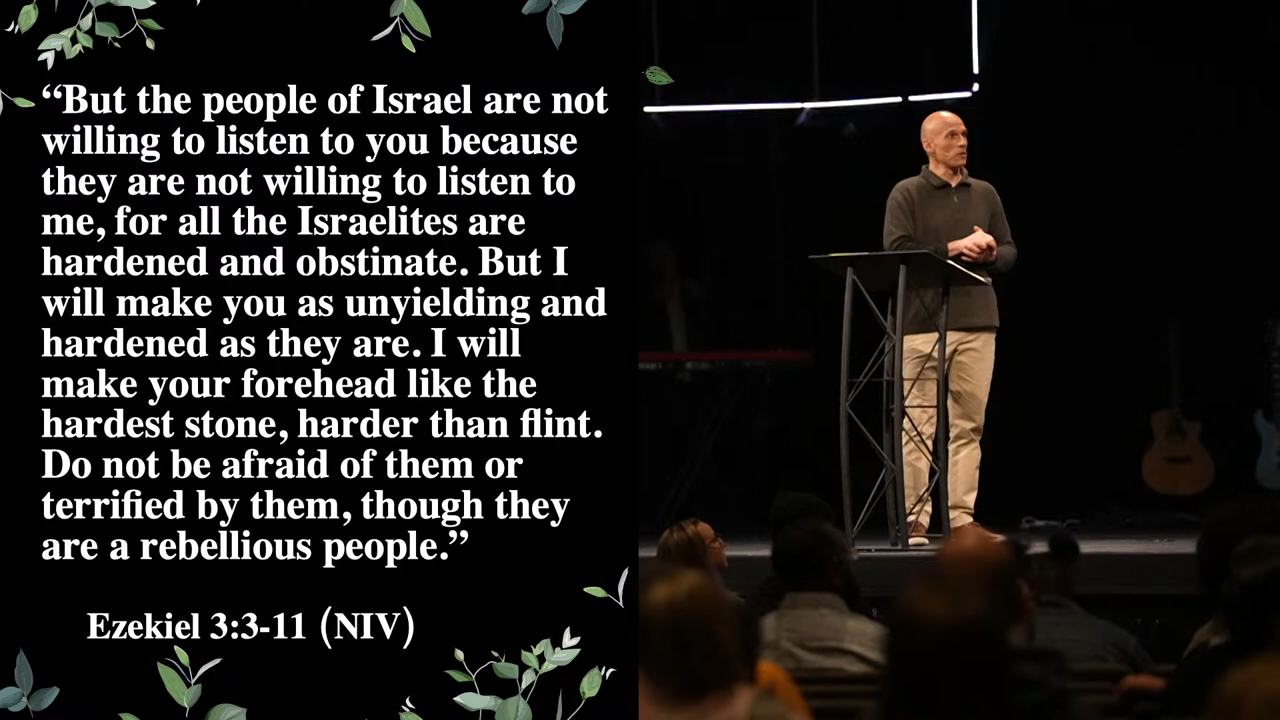 “But the people of Israel are not
willing to listen to you because
they are not willing to listen to
me, for all the Israelites are
hardened and obstinate. But I
will make you as unyielding and
hardened as they are. I will
make your forehead like the
hardest stone, harder than flint.
Do not be afraid of them or
terrified by them, though they
are a rebellious people.”
Ezekiel 3:3-11 (NIV)